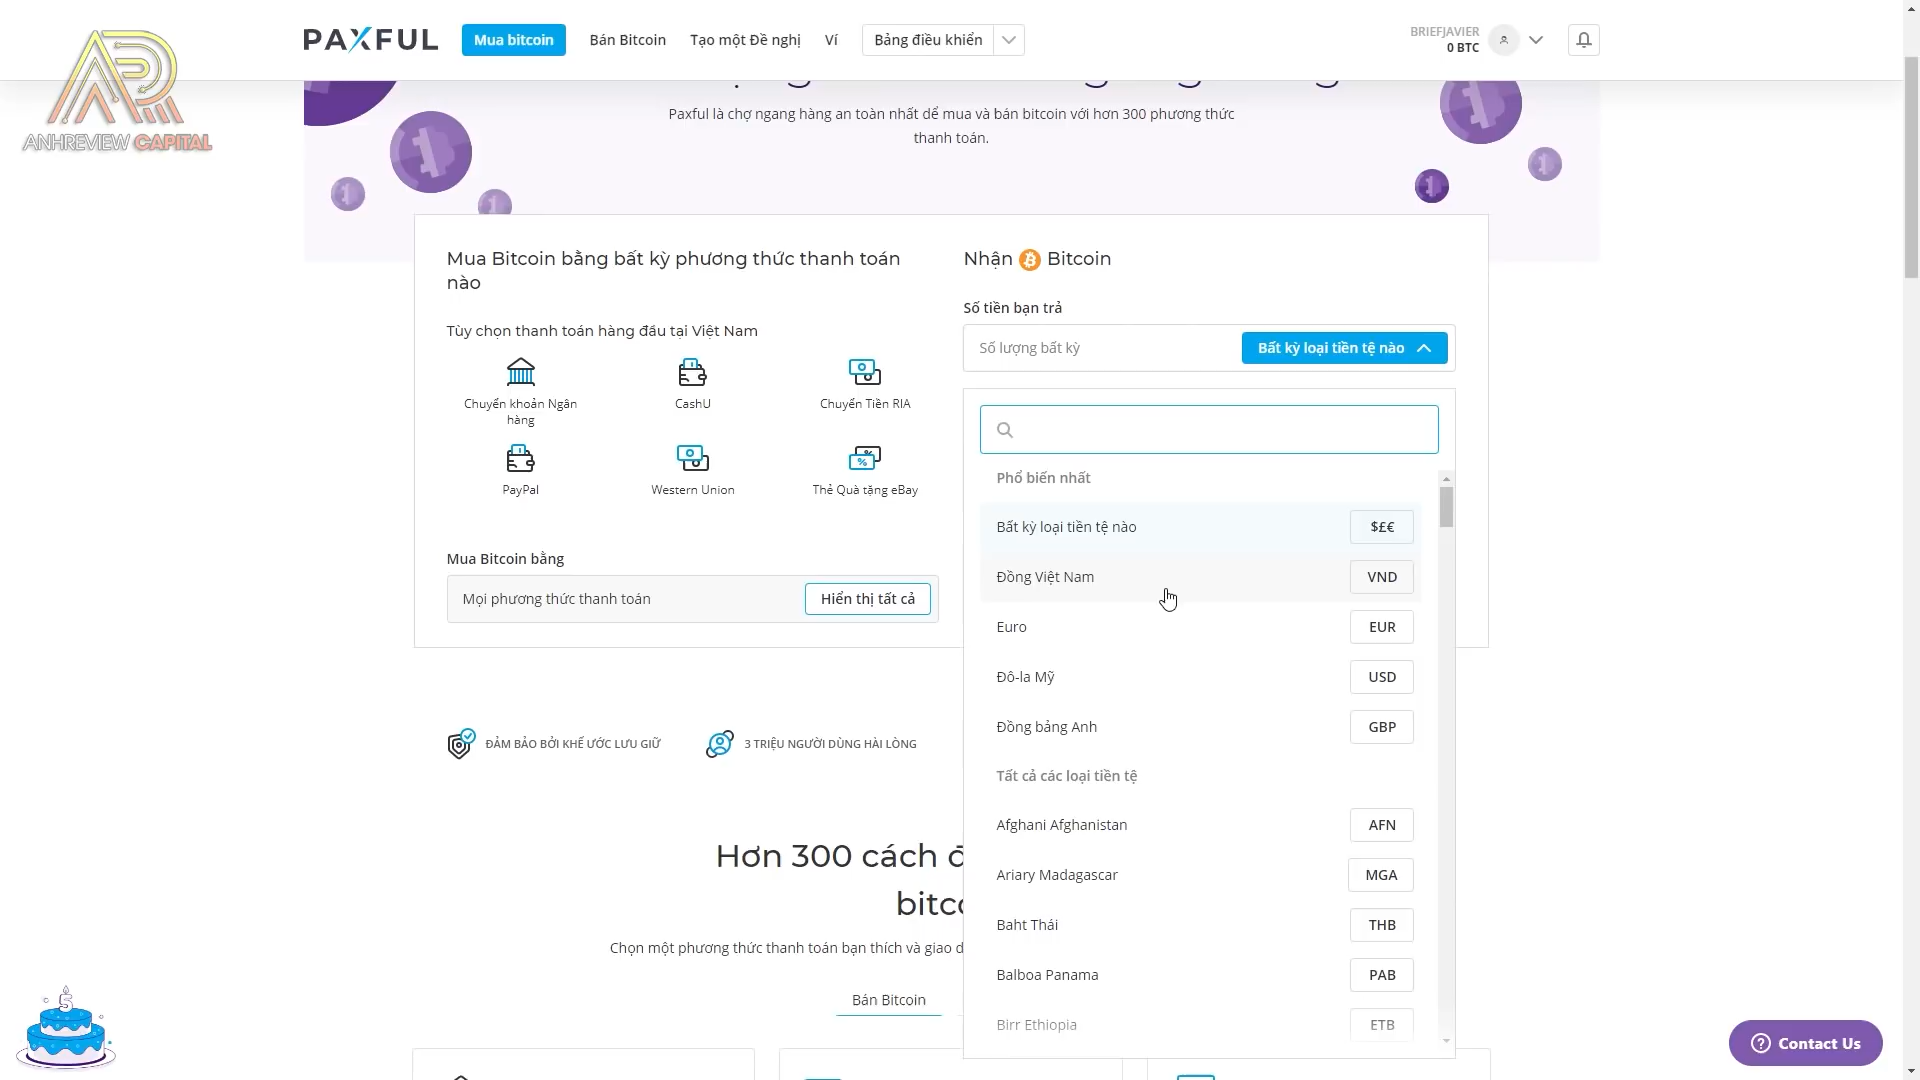 PAXFUL
Mua bitcoin
Bán Bitcoin
Tạo một Đề nghị
Ví
Bảng điều khiển
BRIEFJAVIER
0 BTC
AR
ANHREVIEW CAPITAL
Paxful là chợ ngang hàng an toàn nhất để mua và bán bitcoin với hơn 300 phương thức
thanh toán.
Mua Bitcoin bằng bất kỳ phương thức thanh toán
nào
Tùy chọn thanh toán hàng đầu tại Việt Nam
Chuyển khoản Ngân
hàng
CashU
Chuyển Tiền RIA
PayPal
Western Union
Thẻ Quà tặng eBay
Mua Bitcoin bằng
Mọi phương thức thanh toán
Hiển thị tất cả
Nhận Bitcoin
Số tiền bạn trả
Số lượng bất kỳ
Bất kỳ loại tiền tệ nào
Phổ biến nhất
Bất kỳ loại tiền tệ nào $£€
Đồng Việt Nam VND
Euro EUR
Đô-la Mỹ USD
Đồng bảng Anh GBP
Tất cả các loại tiền tệ
Afghani Afghanistan AFN
Ariary Madagascar MGA
Baht Thái THB
Balboa Panama PAB
Birr Ethiopia ETB
ĐẢM BẢO BỞI KHẾ ƯỚC LƯU GIỮ
3 TRIỆU NGƯỜI DÙNG HÀI LÒNG
Hơn 300 cách
Chọn một phương thức thanh toán bạn thích và giao
Bán Bitcoin
5
Contact Us